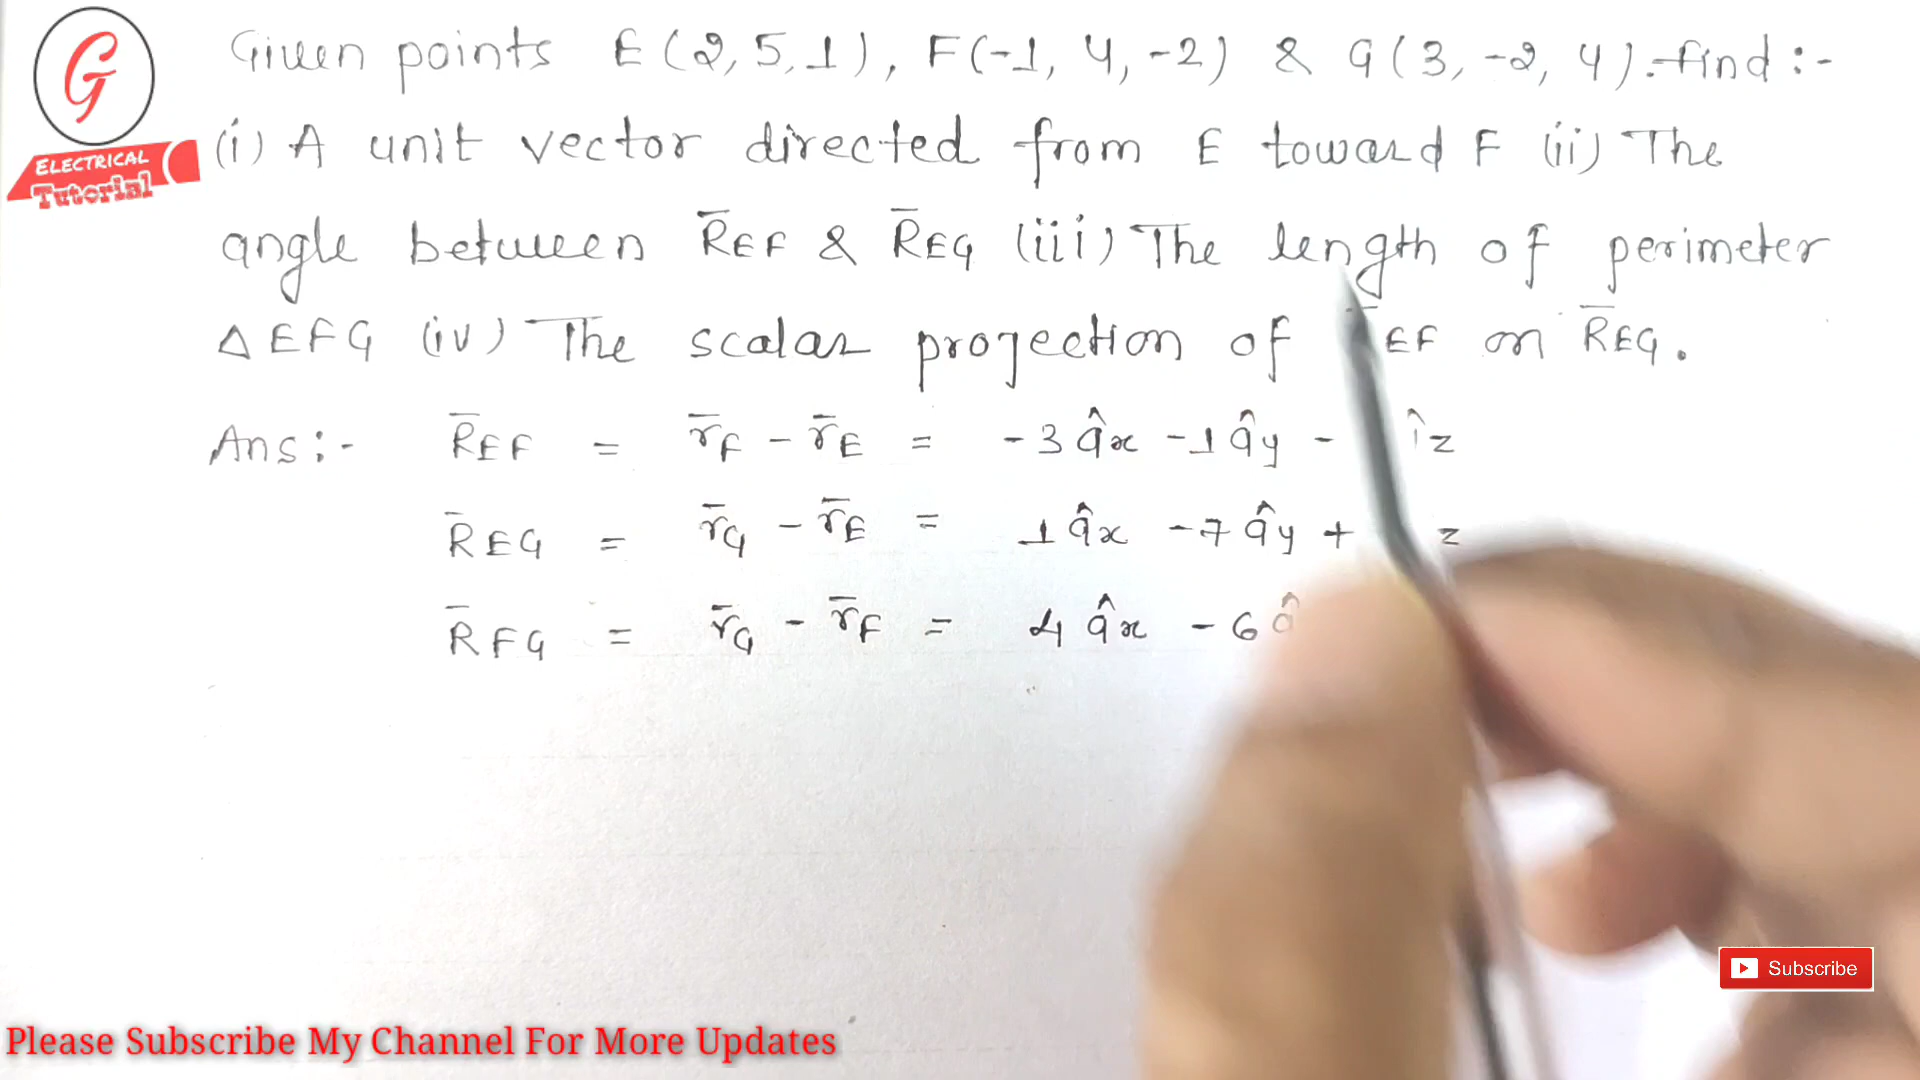 G
ELECTRICAL
Tutorial
Given points E(2, 5, 1), F(-1, 4, -2) & G(3, -2, 4). find :-
(i) A unit vector directed from E toward F (ii) The
angle between R̄EF & R̄EG (iii) The length of perimeter
△EFG (iv) The scalar projection of EF on R̄EG.
Ans :- R̄EF = r̄F - r̄E = -3 âx -1 ây - z
R̄EG = r̄G - r̄E = 1 âx -7 ây + z
R̄FG = r̄G - r̄F = 4 âx - 6 â
Subscribe
Please Subscribe My Channel For More Updates